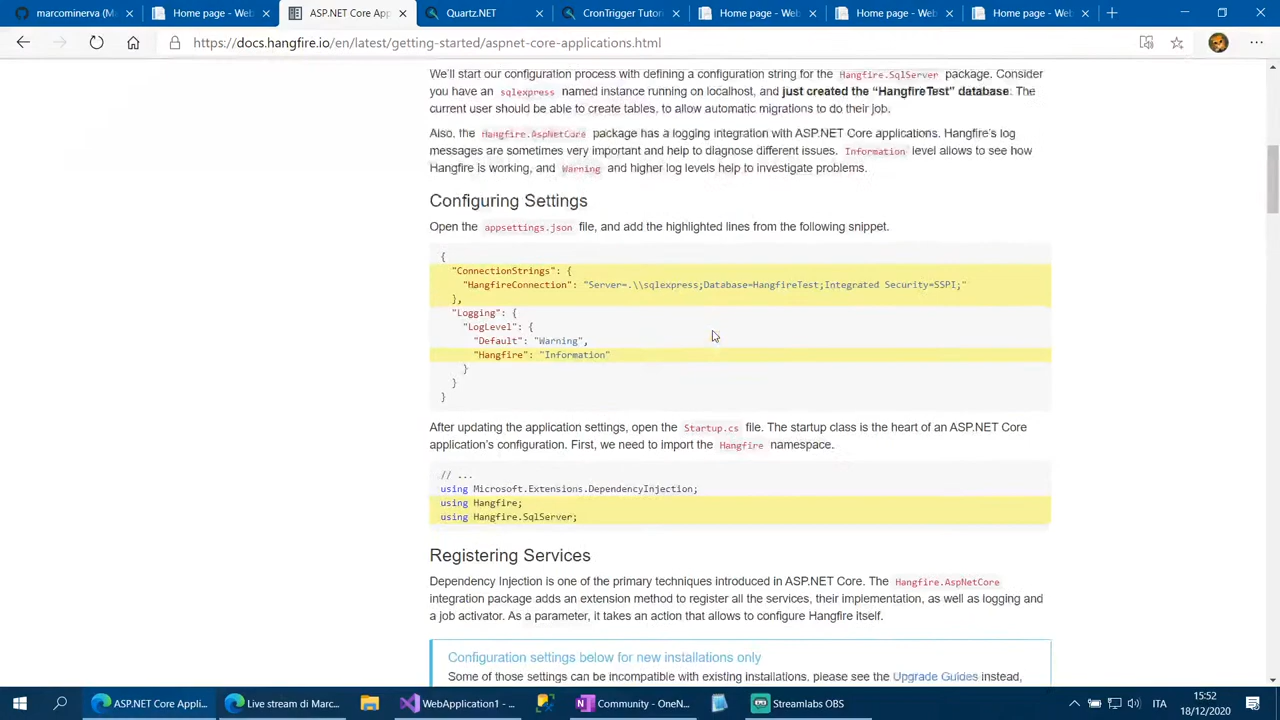 marcominerva (Ma
Home page - Web
ASP.NET Core App
Quartz.NET
CronTrigger Tutor
Home page - Web
Home page - Web
Home page - Web
https://docs.hangfire.io/en/latest/getting-started/aspnet-core-applications.html
We'll start our configuration process with defining a configuration string for the Hangfire.SqlServer package. Consider
you have an sqlexpress named instance running on localhost, and just created the “HangfireTest” database. The
current user should be able to create tables, to allow automatic migrations to do their job.
Also, the Hangfire.AspNetCore package has a logging integration with ASP.NET Core applications. Hangfire's log
messages are sometimes very important and help to diagnose different issues. Information level allows to see how
Hangfire is working, and Warning and higher log levels help to investigate problems.
Configuring Settings
Open the appsettings.json file, and add the highlighted lines from the following snippet.
{
"ConnectionStrings": {
"HangfireConnection": "Server=.\\sqlexpress;Database=HangfireTest;Integrated Security=SSPI;"
},
"Logging": {
"LogLevel": {
"Default": "Warning",
"Hangfire": "Information"
}
}
}
After updating the application settings, open the Startup.cs file. The startup class is the heart of an ASP.NET Core
application's configuration. First, we need to import the Hangfire namespace.
// ...
using Microsoft.Extensions.DependencyInjection;
using Hangfire;
using Hangfire.SqlServer;
Registering Services
Dependency Injection is one of the primary techniques introduced in ASP.NET Core. The Hangfire.AspNetCore
integration package adds an extension method to register all the services, their implementation, as well as logging and
a job activator. As a parameter, it takes an action that allows to configure Hangfire itself.
Configuration settings below for new installations only
Some of those settings can be incompatible with existing installations, please see the Upgrade Guides instead,
ASP.NET Core Appli...
Live stream di Marc...
WebApplication1 - ...
Community - OneN...
Streamlabs OBS
ITA
15:52
18/12/2020